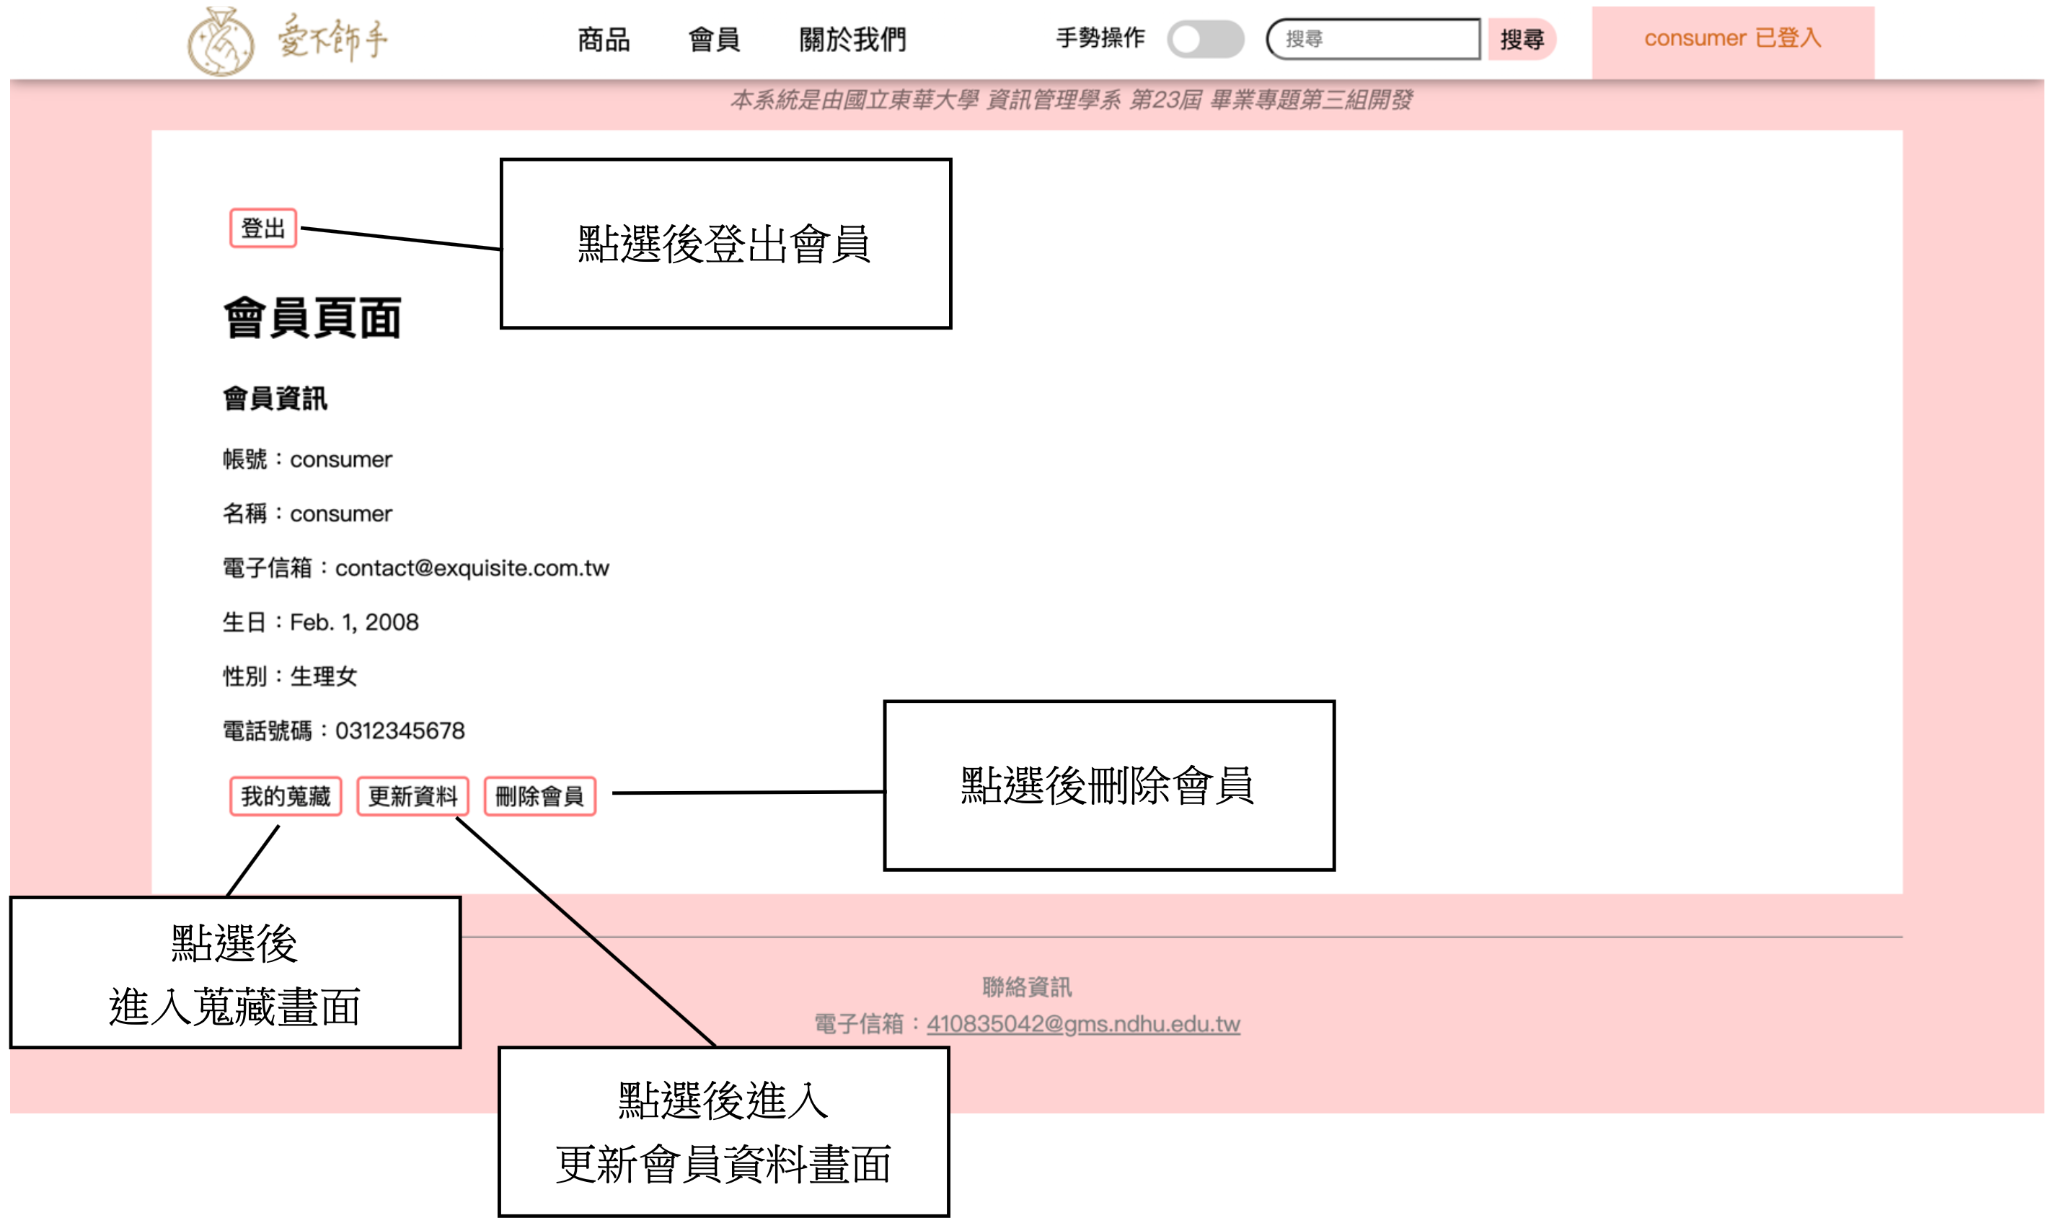 愛不飾手
商品 會員 關於我們 手勢操作 搜尋 搜尋 consumer 已登入
本系統是由國立東華大學 資訊管理學系 第23屆 畢業專題第三組開發
登出
點選後登出會員
會員頁面
會員資訊
帳號：consumer
名稱：consumer
電子信箱：contact@exquisite.com.tw
生日：Feb. 1, 2008
性別：生理女
電話號碼：0312345678
我的蒐藏 更新資料 刪除會員
點選後刪除會員
點選後
進入蒐藏畫面
聯絡資訊
電子信箱：410835042@gms.ndhu.edu.tw
點選後進入
更新會員資料畫面